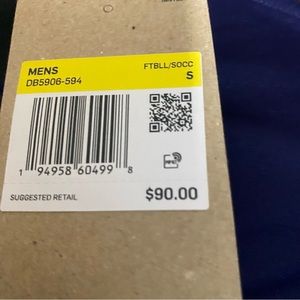 MENS
FTBLL/SOCC
DB5906-594
S
1 94958 60499 8
SUGGESTED RETAIL
$90.00